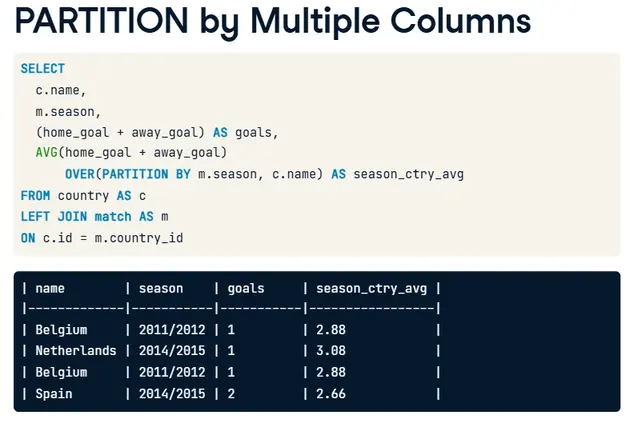 PARTITION by Multiple Columns
SELECT
c.name,
m.season,
(home_goal + away_goal) AS goals,
AVG(home_goal + away_goal)
OVER(PARTITION BY m.season, c.name) AS season_ctry_avg
FROM country AS c
LEFT JOIN match AS m
ON c.id = m.country_id
| name | season | goals | season_ctry_avg |
|-------------|-----------|-----------|-----------------|
| Belgium | 2011/2012 | 1 | 2.88 |
| Netherlands | 2014/2015 | 1 | 3.08 |
| Belgium | 2011/2012 | 1 | 2.88 |
| Spain | 2014/2015 | 2 | 2.66 |